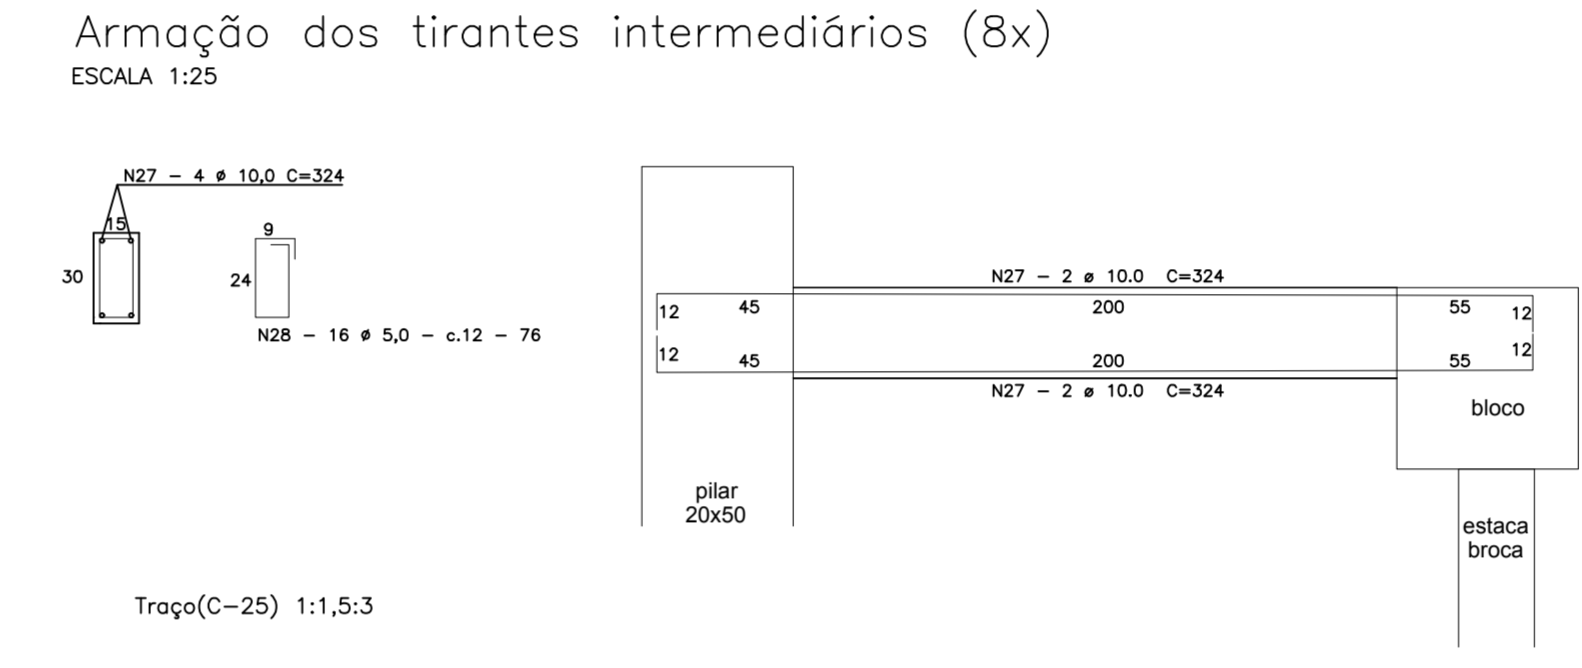 Armação dos tirantes intermediários (8x)
ESCALA 1:25
N27 - 4 ø 10,0 C=324
15
30
9
24
N28 - 16 ø 5,0 - c.12 - 76
N27 - 2 ø 10.0 C=324
12 45 200 55 12
12 45 200 55 12
N27 - 2 ø 10.0 C=324
bloco
pilar
20x50
estaca
broca
Traço(C-25) 1:1,5:3